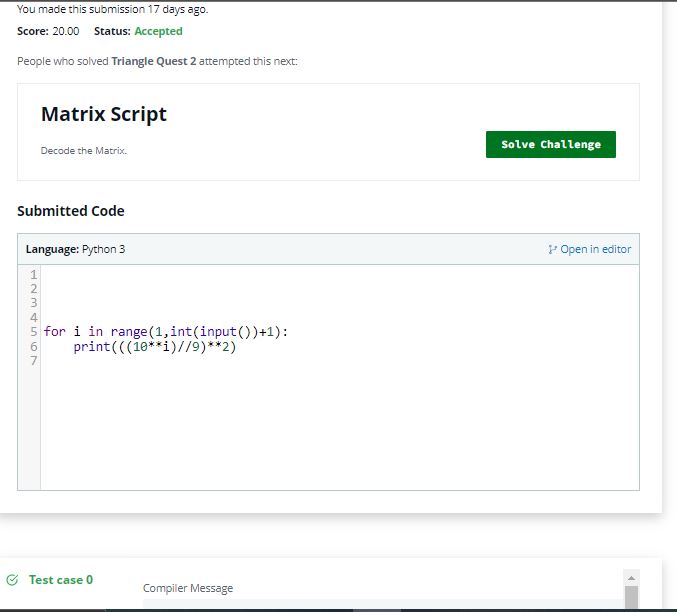 You made this submission 17 days ago.
Score: 20.00 Status: Accepted
People who solved Triangle Quest 2 attempted this next:
Matrix Script
Decode the Matrix.
Solve Challenge
Submitted Code
Language: Python 3
Open in editor
1
2
3
4
5 for i in range(1,int(input())+1):
6     print(((10**i)//9)**2)
7
Test case 0
Compiler Message